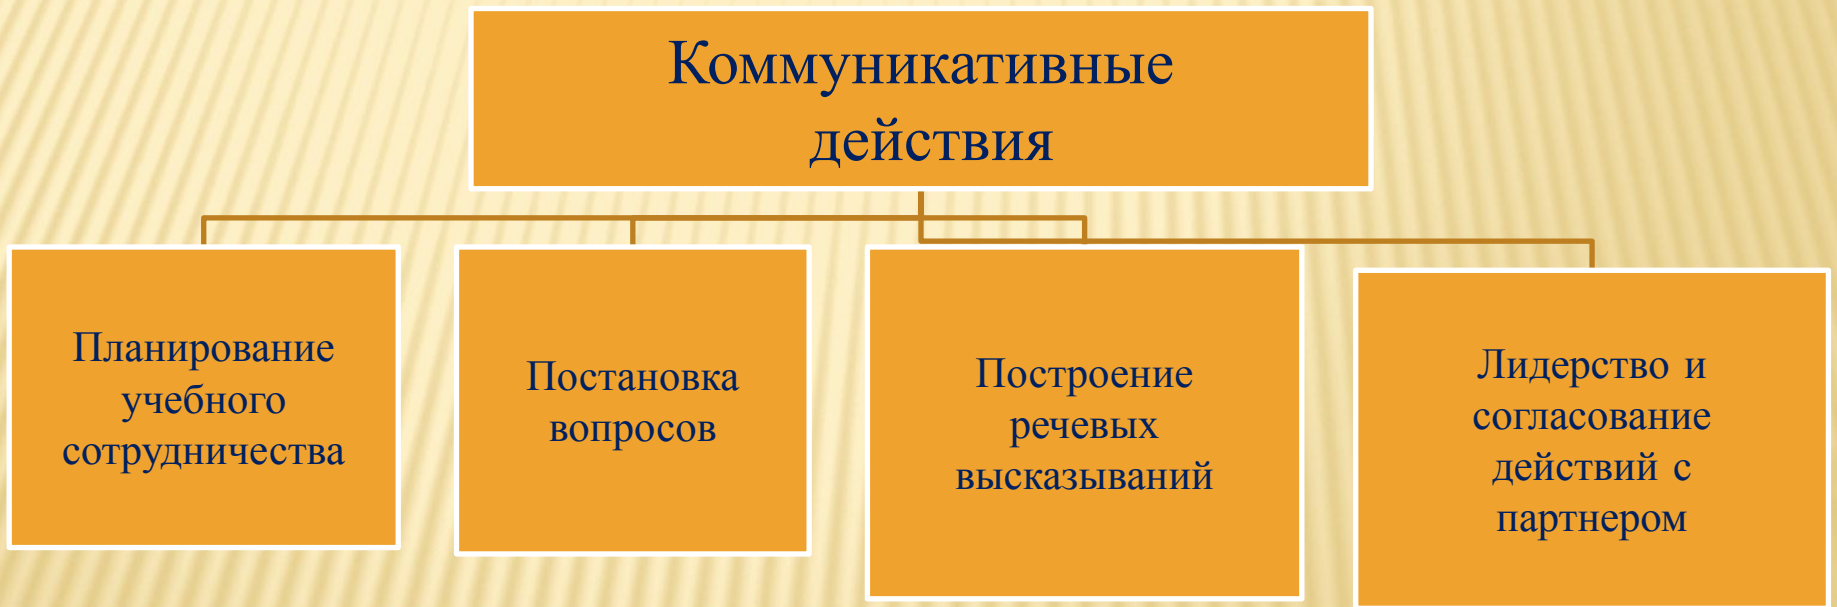 Коммуникативные
действия
Планирование
учебного
сотрудничества
Постановка
вопросов
Построение
речевых
высказываний
Лидерство и
согласование
действий с
партнером